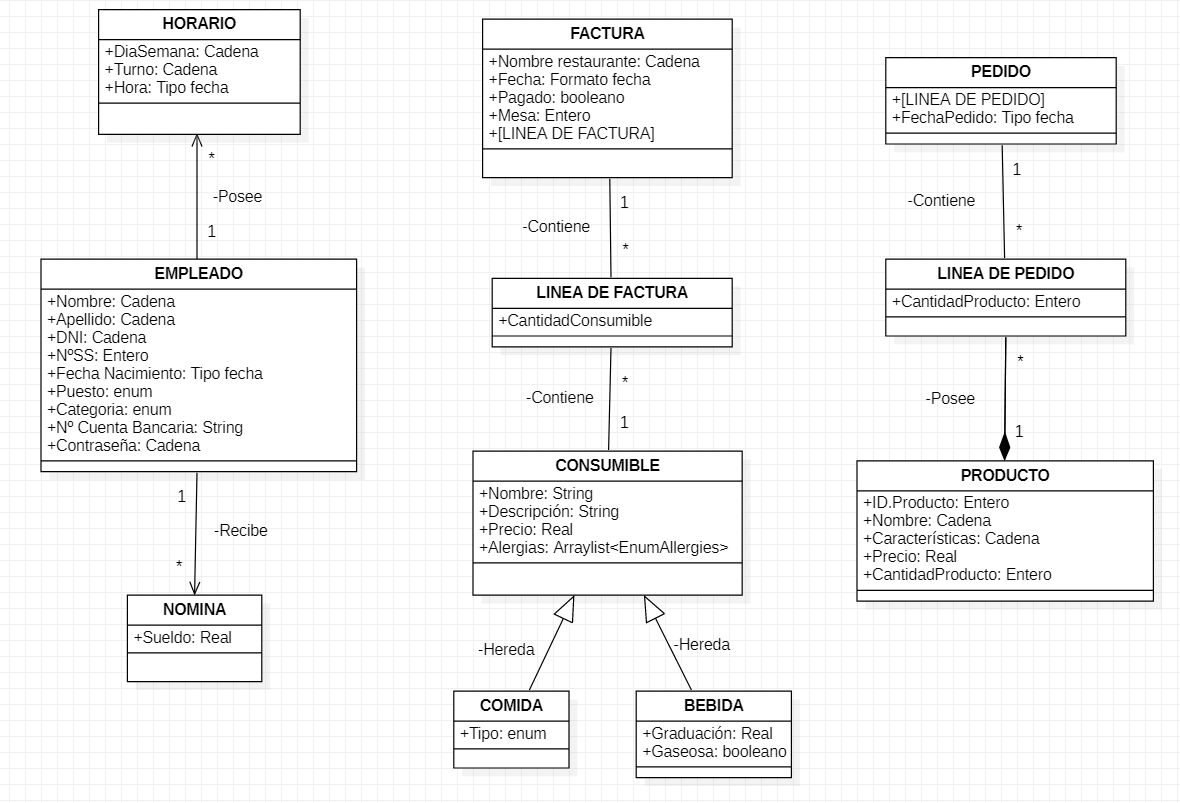 HORARIO
+DiaSemana: Cadena
+Turno: Cadena
+Hora: Tipo fecha
*
-Posee
1
EMPLEADO
+Nombre: Cadena
+Apellido: Cadena
+DNI: Cadena
+NºSS: Entero
+Fecha Nacimiento: Tipo fecha
+Puesto: enum
+Categoria: enum
+Nº Cuenta Bancaria: String
+Contraseña: Cadena
1
-Recibe
*
NOMINA
+Sueldo: Real
FACTURA
+Nombre restaurante: Cadena
+Fecha: Formato fecha
+Pagado: booleano
+Mesa: Entero
+[LINEA DE FACTURA]
1
-Contiene
*
LINEA DE FACTURA
+CantidadConsumible
*
-Contiene
1
CONSUMIBLE
+Nombre: String
+Descripción: String
+Precio: Real
+Alergias: Arraylist<EnumAllergies>
-Hereda
-Hereda
COMIDA
+Tipo: enum
BEBIDA
+Graduación: Real
+Gaseosa: booleano
PEDIDO
+[LINEA DE PEDIDO]
+FechaPedido: Tipo fecha
1
-Contiene
*
LINEA DE PEDIDO
+CantidadProducto: Entero
*
-Posee
1
PRODUCTO
+ID.Producto: Entero
+Nombre: Cadena
+Características: Cadena
+Precio: Real
+CantidadProducto: Entero